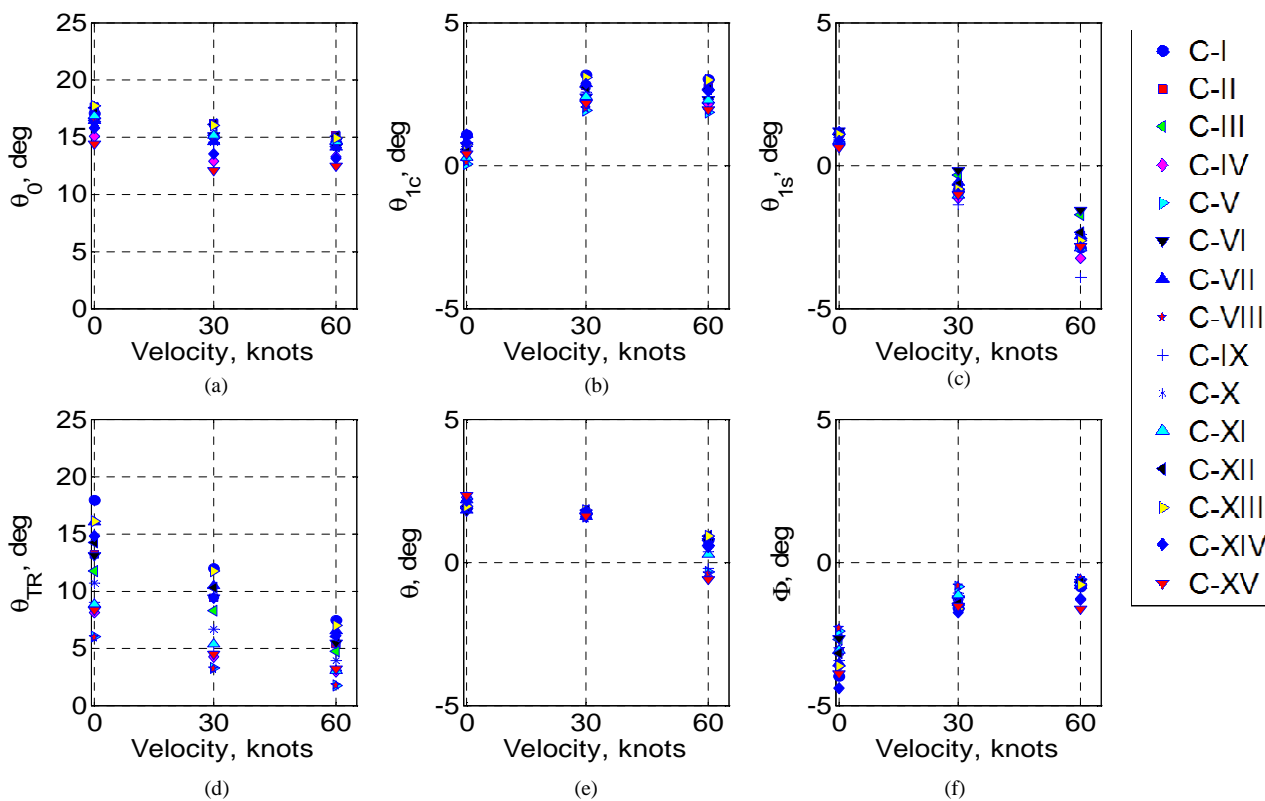 25
20
15
10
5
0
θ0, deg
0 30 60
Velocity, knots
(a)
5
0
-5
θ1c, deg
0 30 60
Velocity, knots
(b)
5
0
-5
θ1s, deg
0 30 60
Velocity, knots
(c)
25
20
15
10
5
0
θTR, deg
0 30 60
Velocity, knots
(d)
5
0
-5
θ, deg
0 30 60
Velocity, knots
(e)
5
0
-5
Φ, deg
0 30 60
Velocity, knots
(f)
C-I
C-II
C-III
C-IV
C-V
C-VI
C-VII
C-VIII
C-IX
C-X
C-XI
C-XII
C-XIII
C-XIV
C-XV